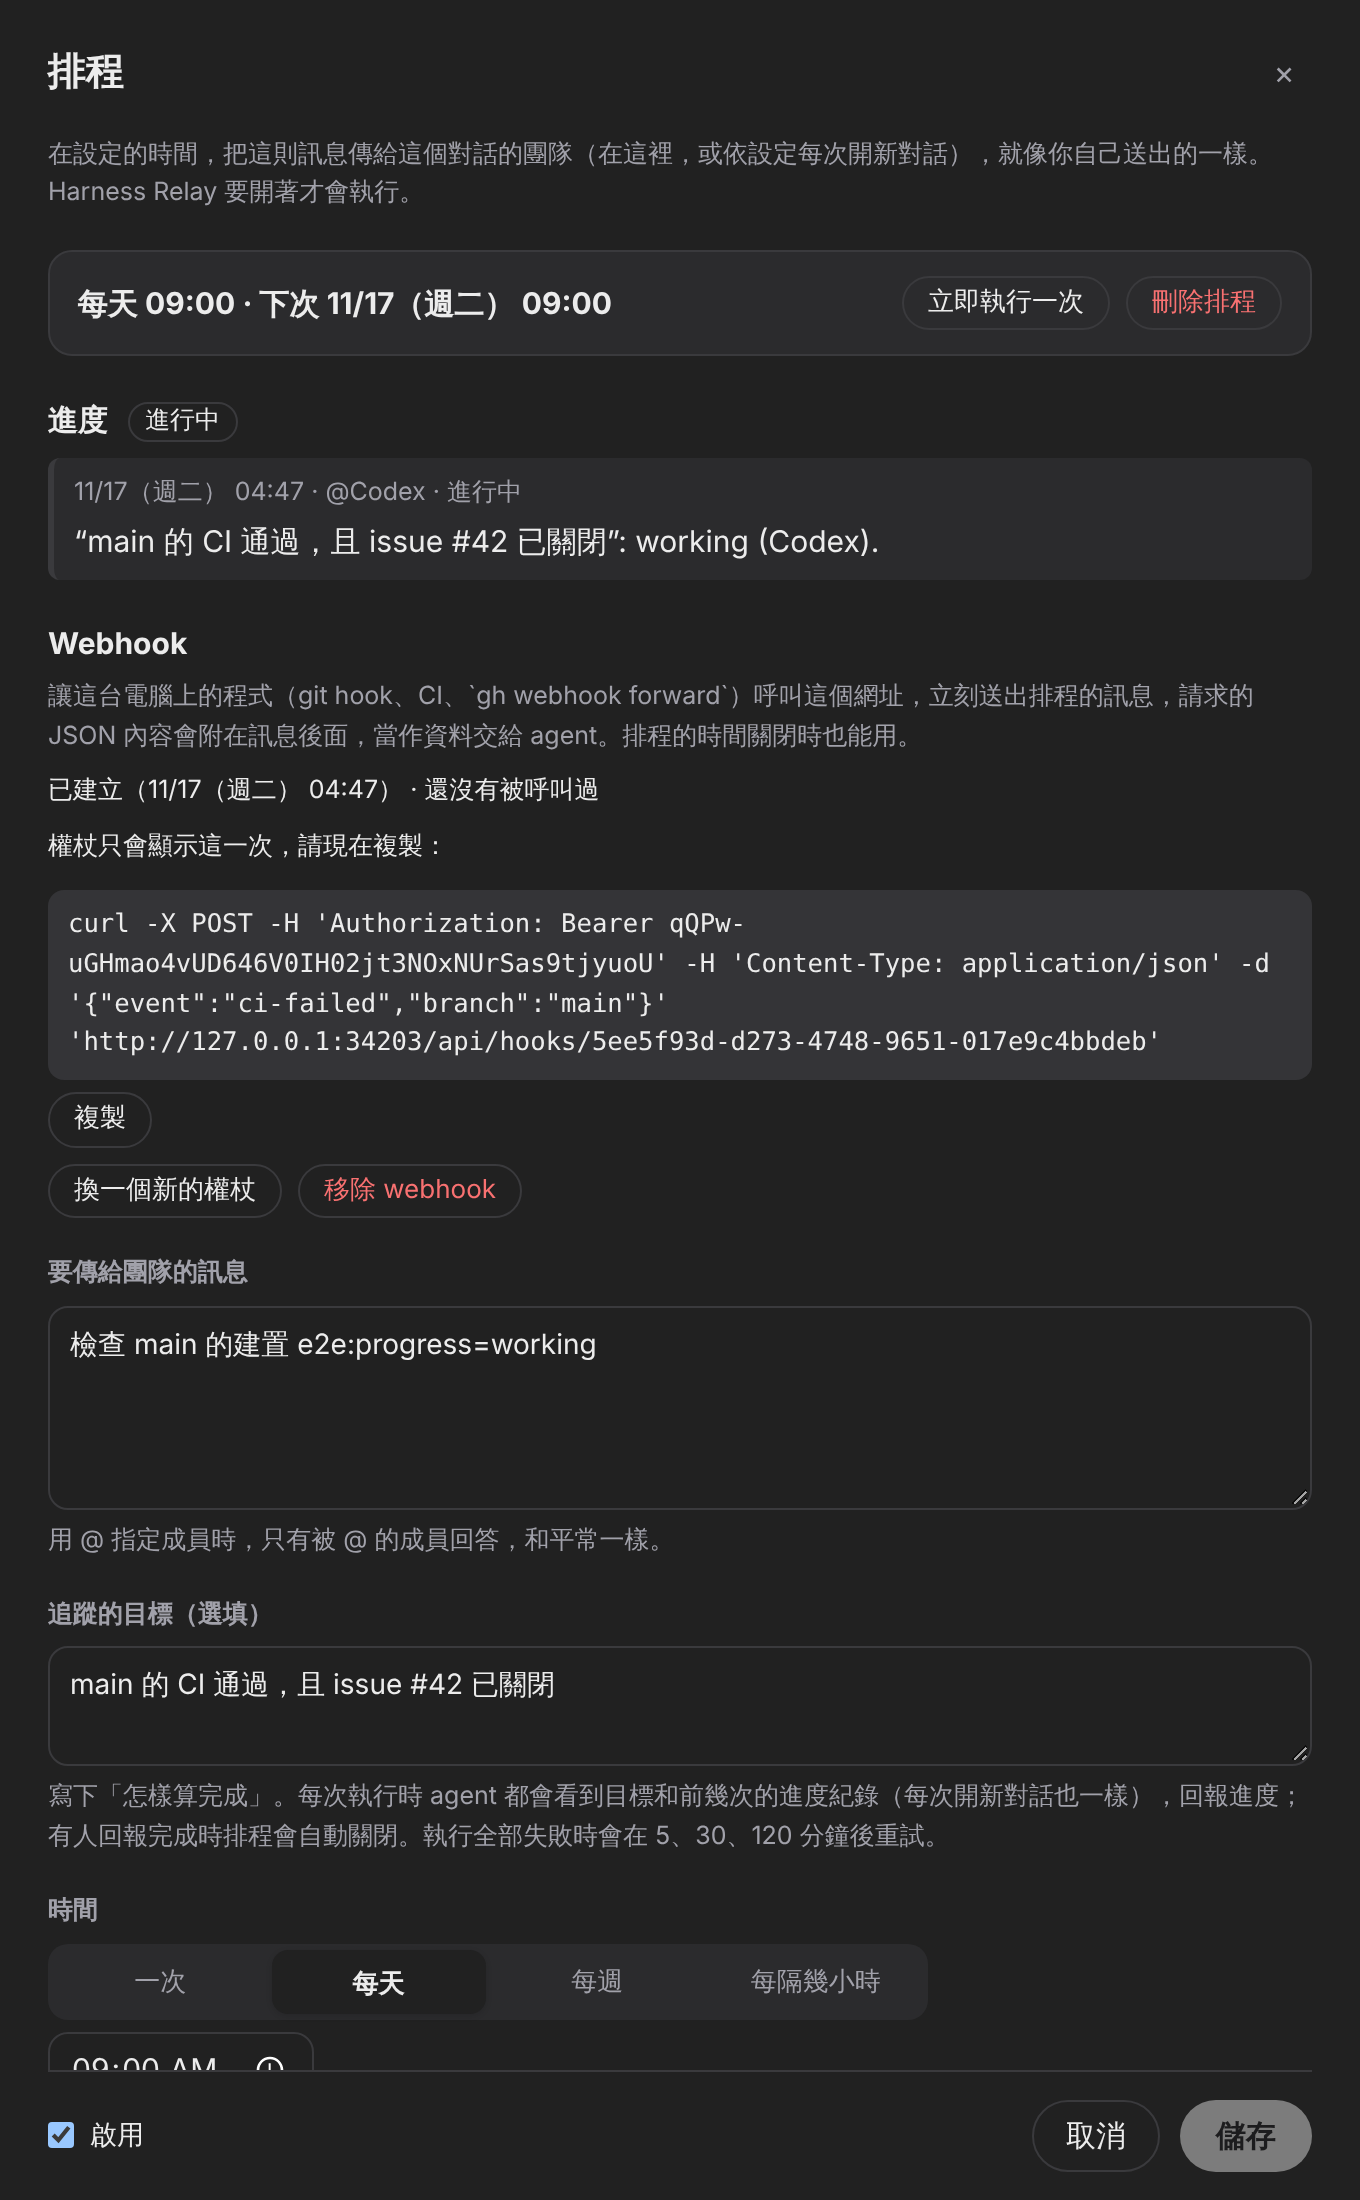 排程
在設定的時間，把這則訊息傳給這個對話的團隊（在這裡，或依設定每次開新對話），就像你自己送出的一樣。
Harness Relay 要開著才會執行。
每天 09:00 · 下次 11/17（週二） 09:00
立即執行一次
刪除排程
進度
進行中
11/17（週二） 04:47 · @Codex · 進行中
“main 的 CI 通過，且 issue #42 已關閉”: working (Codex).
Webhook
讓這台電腦上的程式（git hook、CI、`gh webhook forward`）呼叫這個網址，立刻送出排程的訊息，請求的
JSON 內容會附在訊息後面，當作資料交給 agent。排程的時間關閉時也能用。
已建立（11/17（週二） 04:47） · 還沒有被呼叫過
權杖只會顯示這一次，請現在複製：
curl -X POST -H 'Authorization: Bearer qQPw-
uGHmao4vUD646V0IH02jt3NOxNUrSas9tjyuoU' -H 'Content-Type: application/json' -d
'{"event":"ci-failed","branch":"main"}'
'http://127.0.0.1:34203/api/hooks/5ee5f93d-d273-4748-9651-017e9c4bbdeb'
複製
換一個新的權杖
移除 webhook
要傳給團隊的訊息
檢查 main 的建置 e2e:progress=working
用 @ 指定成員時，只有被 @ 的成員回答，和平常一樣。
追蹤的目標（選填）
main 的 CI 通過，且 issue #42 已關閉
寫下「怎樣算完成」。每次執行時 agent 都會看到目標和前幾次的進度紀錄（每次開新對話也一樣），回報進度；
有人回報完成時排程會自動關閉。執行全部失敗時會在 5、30、120 分鐘後重試。
時間
一次
每天
每週
每隔幾小時
09:00 AM
啟用
取消
儲存